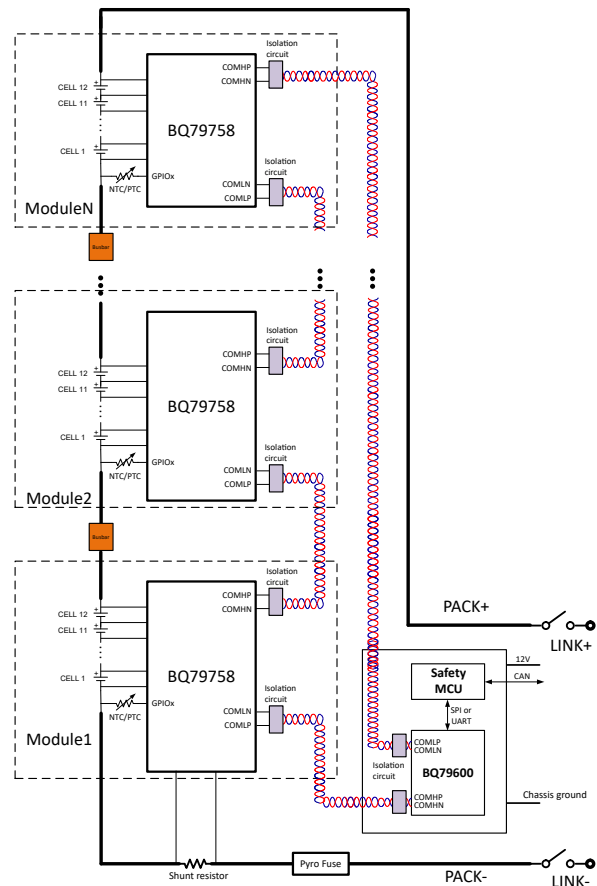 Isolation
circuit
COMHP
COMHN
CELL 12
CELL 11
BQ79758
CELL 1
Isolation
circuit
COMLN
COMLP
GPIOx
NTC/PTC
ModuleN
Busbar
Isolation
circuit
COMHP
COMHN
CELL 12
CELL 11
BQ79758
CELL 1
Isolation
circuit
COMLN
COMLP
GPIOx
NTC/PTC
Module2
Busbar
Isolation
circuit
COMHP
COMHN
CELL 12
CELL 11
BQ79758
CELL 1
Isolation
circuit
COMLN
COMLP
GPIOx
NTC/PTC
Module1
PACK+
LINK+
12V
Safety
MCU
CAN
SPI or
UART
COMLP
COMLN
Isolation
circuit
BQ79600
COMHP
COMHN
Chassis ground
Shunt resistor
Pyro Fuse
PACK-
LINK-